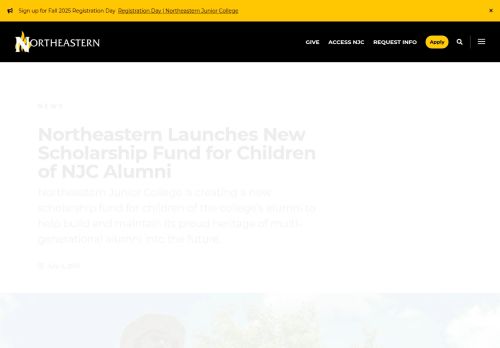 Sign up for Fall 2025 Registration Day Registration Day | Northeastern Junior College ×
NORTHEASTERN GIVE ACCESS NJC REQUEST INFO Apply
NEWS
Northeastern Launches New
Scholarship Fund for Children
of NJC Alumni
Northeastern Junior College is creating a new
scholarship fund for children of the college's alumni to
help build and maintain its proud heritage of multi-
generational alumni, into the future.